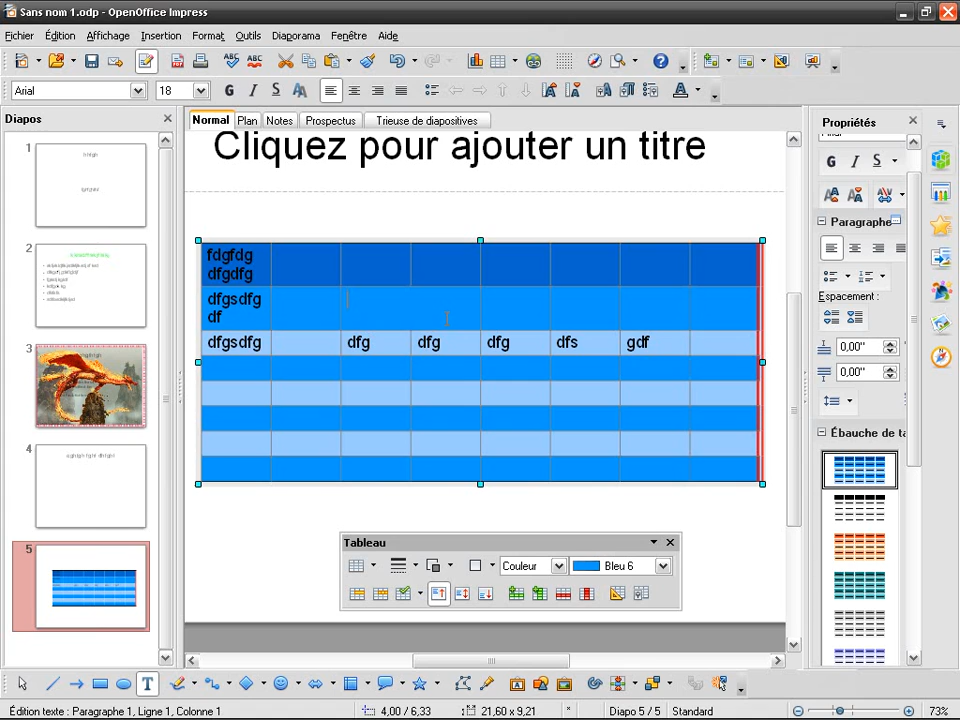 Sans nom 1.odp - OpenOffice Impress
Fichier Édition Affichage Insertion Format Outils Diaporama Fenêtre Aide
Arial 18 G I S A
Diapos
Normal Plan Notes Prospectus Trieuse de diapositives
Propriétés
Cliquez pour ajouter un titre
G I S
Paragraphe
Espacement :
0,00"
0,00"
Ébauche de ta
1
2
3
4
5
fdgfdg
dfgdfg
dfgsdfg
df
dfgsdfg dfg dfg dfg dfs gdf
Tableau
Couleur Bleu 6
Édition texte : Paragraphe 1, Ligne 1, Colonne 1 4,00 / 6,33 21,60 x 9,21 * Diapo 5 / 5 Standard 73%